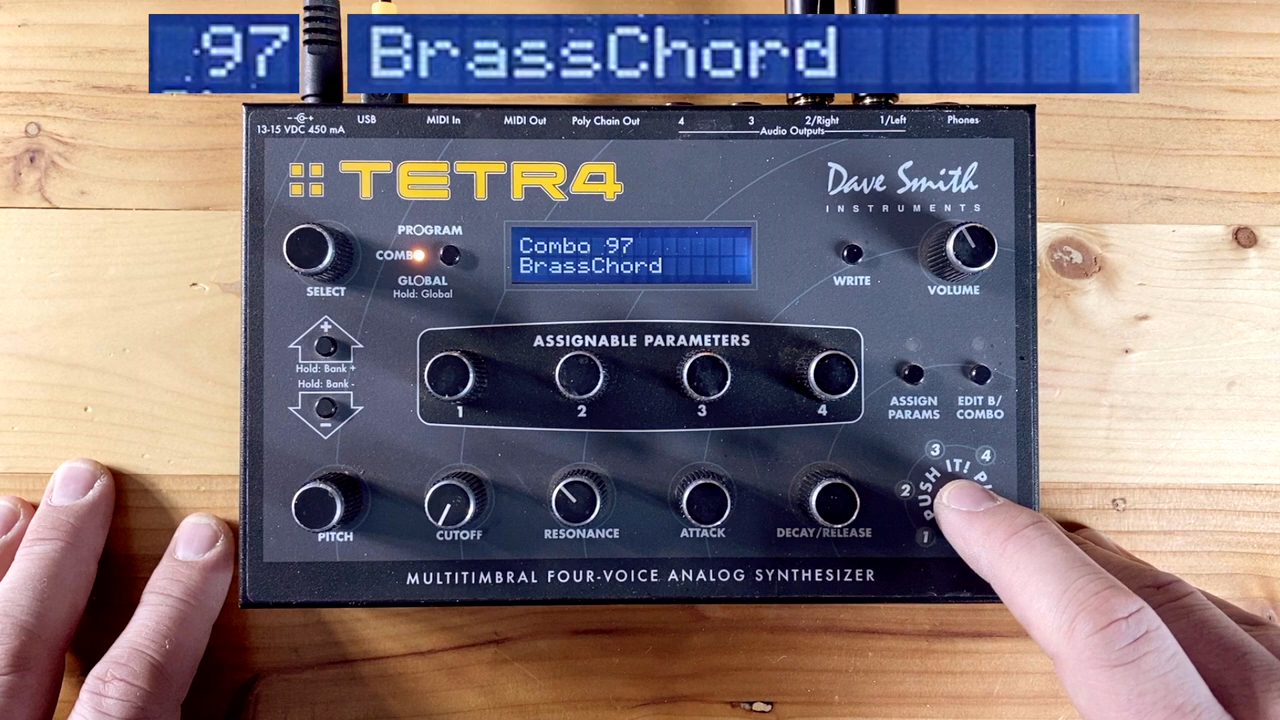 97 BrassChord
13-15 VDC 450 mA
USB
MIDI In
MIDI Out
Poly Chain Out
4
3
2/Right
1/Left
Phones
Audio Outputs
TETR4
Dave Smith
INSTRUMENTS
PROGRAM
COMBO
GLOBAL
Hold: Global
SELECT
Combo 97
BrassChord
WRITE
VOLUME
+
Hold: Bank +
Hold: Bank -
-
ASSIGNABLE PARAMETERS
1
2
3
4
ASSIGN
PARAMS
EDIT B/
COMBO
1
2
3
4
PUSH IT!
PITCH
CUTOFF
RESONANCE
ATTACK
DECAY/RELEASE
MULTITIMBRAL FOUR-VOICE ANALOG SYNTHESIZER